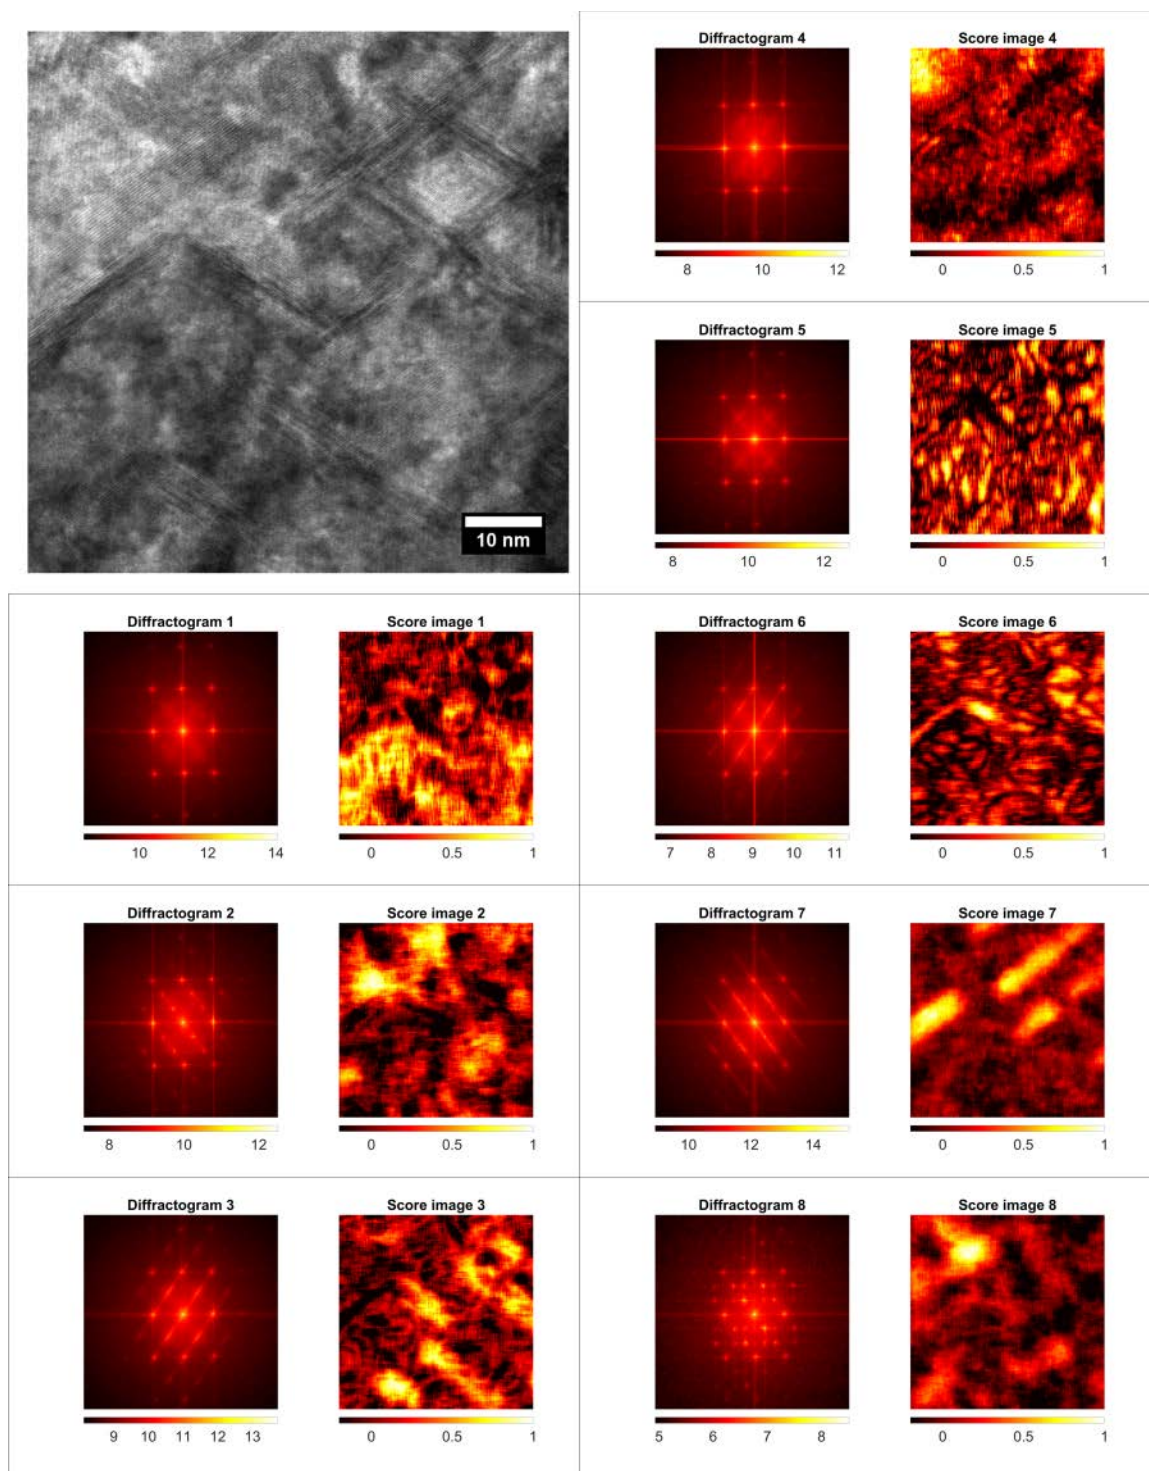 10 nm
Diffractogram 4 Score image 4
8 10 12 0 0.5 1
Diffractogram 5 Score image 5
8 10 12 0 0.5 1
Diffractogram 1 Score image 1
10 12 14 0 0.5 1
Diffractogram 6 Score image 6
7 8 9 10 11 0 0.5 1
Diffractogram 2 Score image 2
8 10 12 0 0.5 1
Diffractogram 7 Score image 7
10 12 14 0 0.5 1
Diffractogram 3 Score image 3
9 10 11 12 13 0 0.5 1
Diffractogram 8 Score image 8
5 6 7 8 0 0.5 1